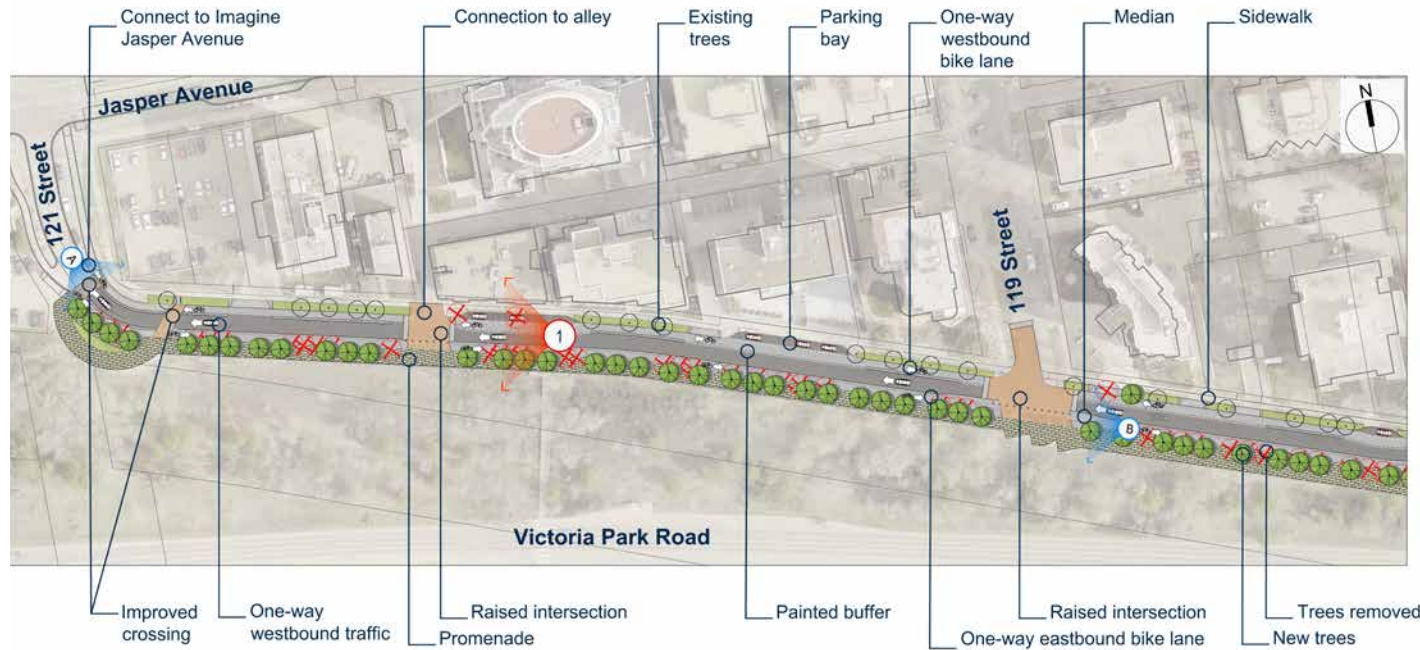 Connect to Imagine
Jasper Avenue
Connection to alley
Existing
trees
Parking
bay
One-way
westbound
bike lane
Median
Sidewalk
Jasper Avenue
N
121 Street
119 Street
A
1
B
Victoria Park Road
Improved
crossing
One-way
westbound traffic
Raised intersection
Promenade
Painted buffer
One-way eastbound bike lane
Raised intersection
Trees removed
New trees